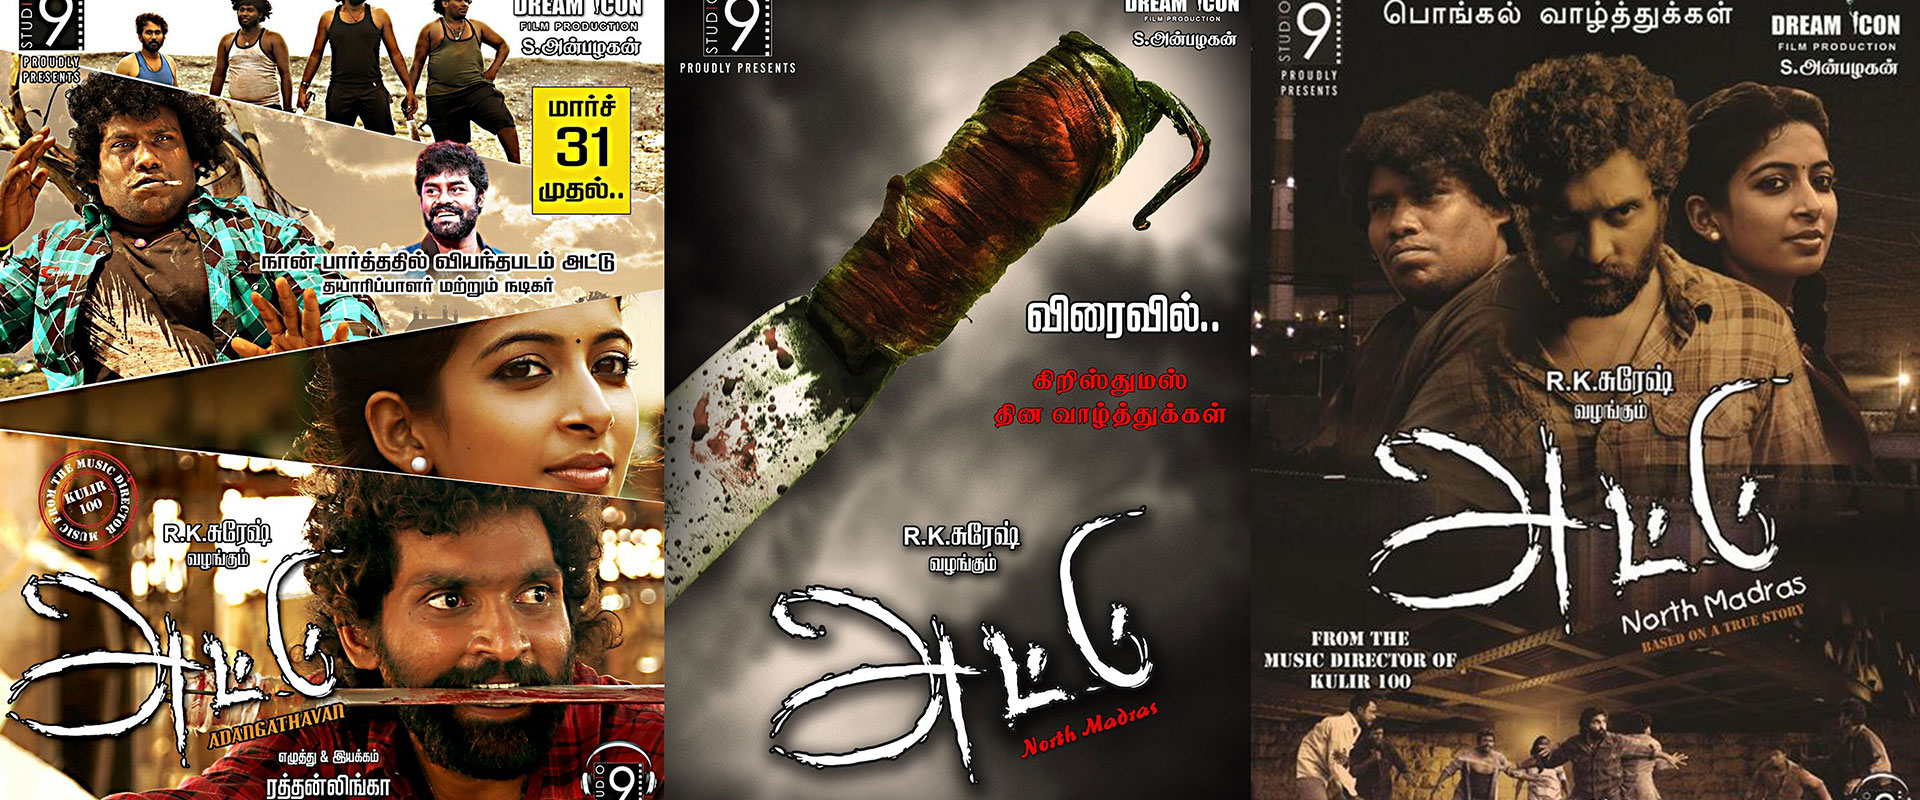 STUDIO 9
PROUDLY
PRESENTS
DREAM ICON
FILM PRODUCTION
S.அன்பழகன்
மார்ச்
31
முதல்..
நான் பார்த்ததில் வியந்தபடம் அட்டு
தயாரிப்பாளர் மற்றும் நடிகர்
MUSIC FROM THE MUSIC DIRECTOR
KULIR
100
R.K.சுரேஷ்
வழங்கும்
அட்டு
ADANGATHAVAN
எழுத்து & இயக்கம்
ரத்தன்லிங்கா
STUDIO 9
STUDIO 9
PROUDLY PRESENTS
DREAM ICON
FILM PRODUCTION
S.அன்பழகன்
விரைவில்..
கிறிஸ்துமஸ்
தின வாழ்த்துக்கள்
R.K.சுரேஷ்
வழங்கும்
அட்டு
North Madras
STUDIO 9
PROUDLY
PRESENTS
பொங்கல் வாழ்த்துக்கள்
DREAM ICON
FILM PRODUCTION
S.அன்பழகன்
R.K.சுரேஷ்
வழங்கும்
அட்டு
North Madras
BASED ON A TRUE STORY
FROM THE
MUSIC DIRECTOR OF
KULIR 100